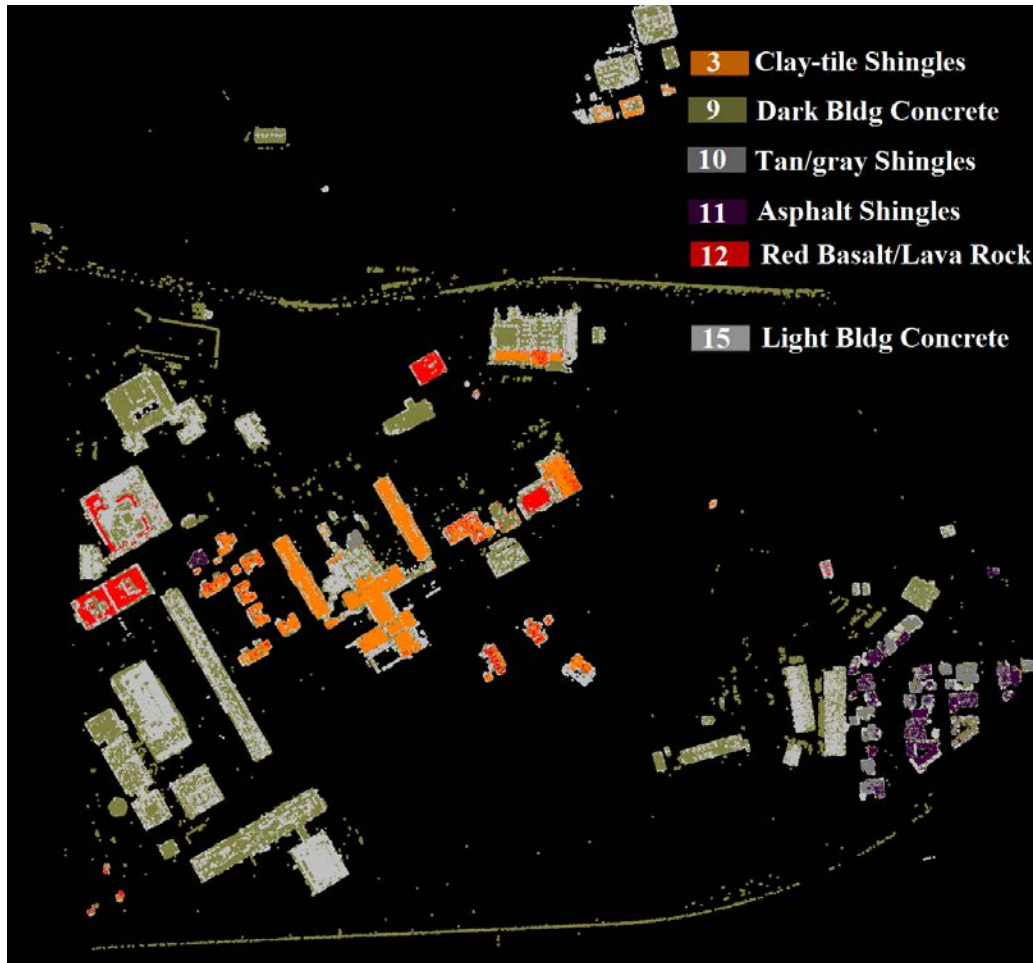 3 Clay-tile Shingles
9 Dark Bldg Concrete
10 Tan/gray Shingles
11 Asphalt Shingles
12 Red Basalt/Lava Rock
15 Light Bldg Concrete